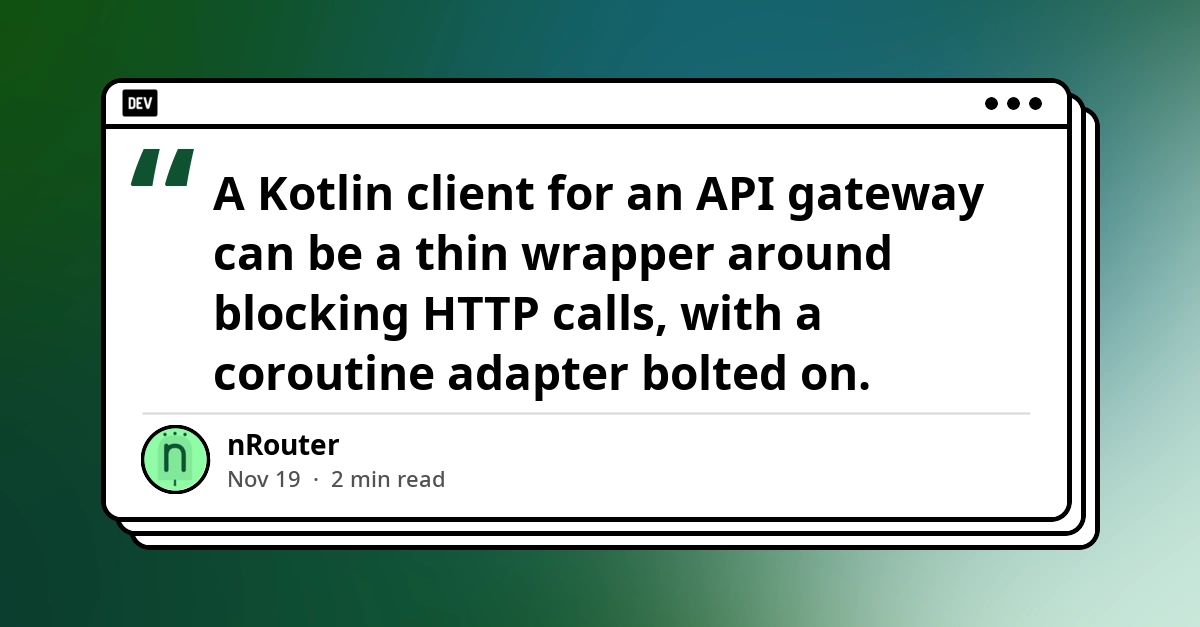 DEV
“A Kotlin client for an API gateway
can be a thin wrapper around
blocking HTTP calls, with a
coroutine adapter bolted on.
n
nRouter
Nov 19 · 2 min read